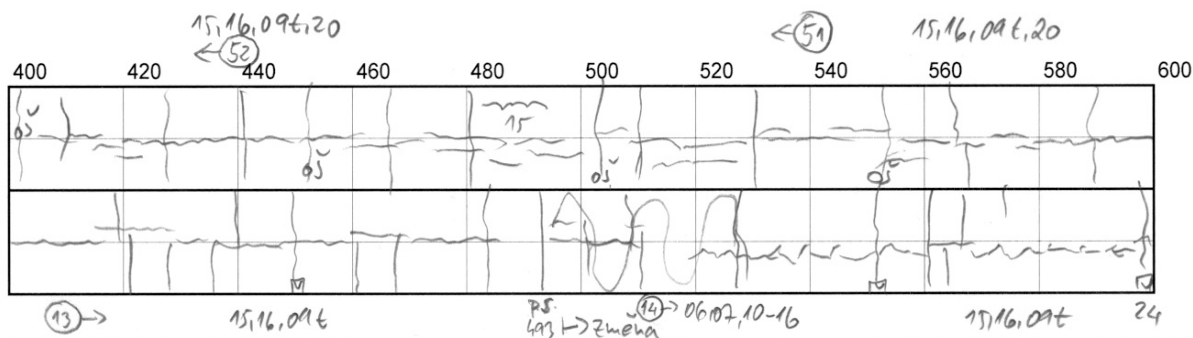 15,16,09t,20 15,16,09t,20
← 52 ← 51
400 420 440 460 480 500 520 540 560 580 600
OŠ 15
OŠ OŠ OŠ
13 → 15,16,09t p.s. 14 → 06,07,10-16 15,16,09t 24
493 ↦ změna